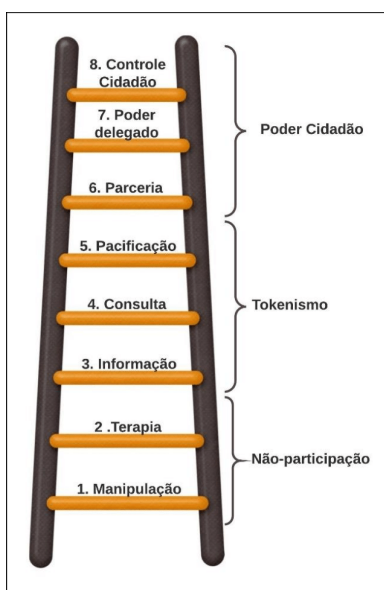 8. Controle
Cidadão
7. Poder
delegado
Poder Cidadão
6. Parceria
5. Pacificação
4. Consulta
Tokenismo
3. Informação
2 .Terapia
Não-participação
1. Manipulação